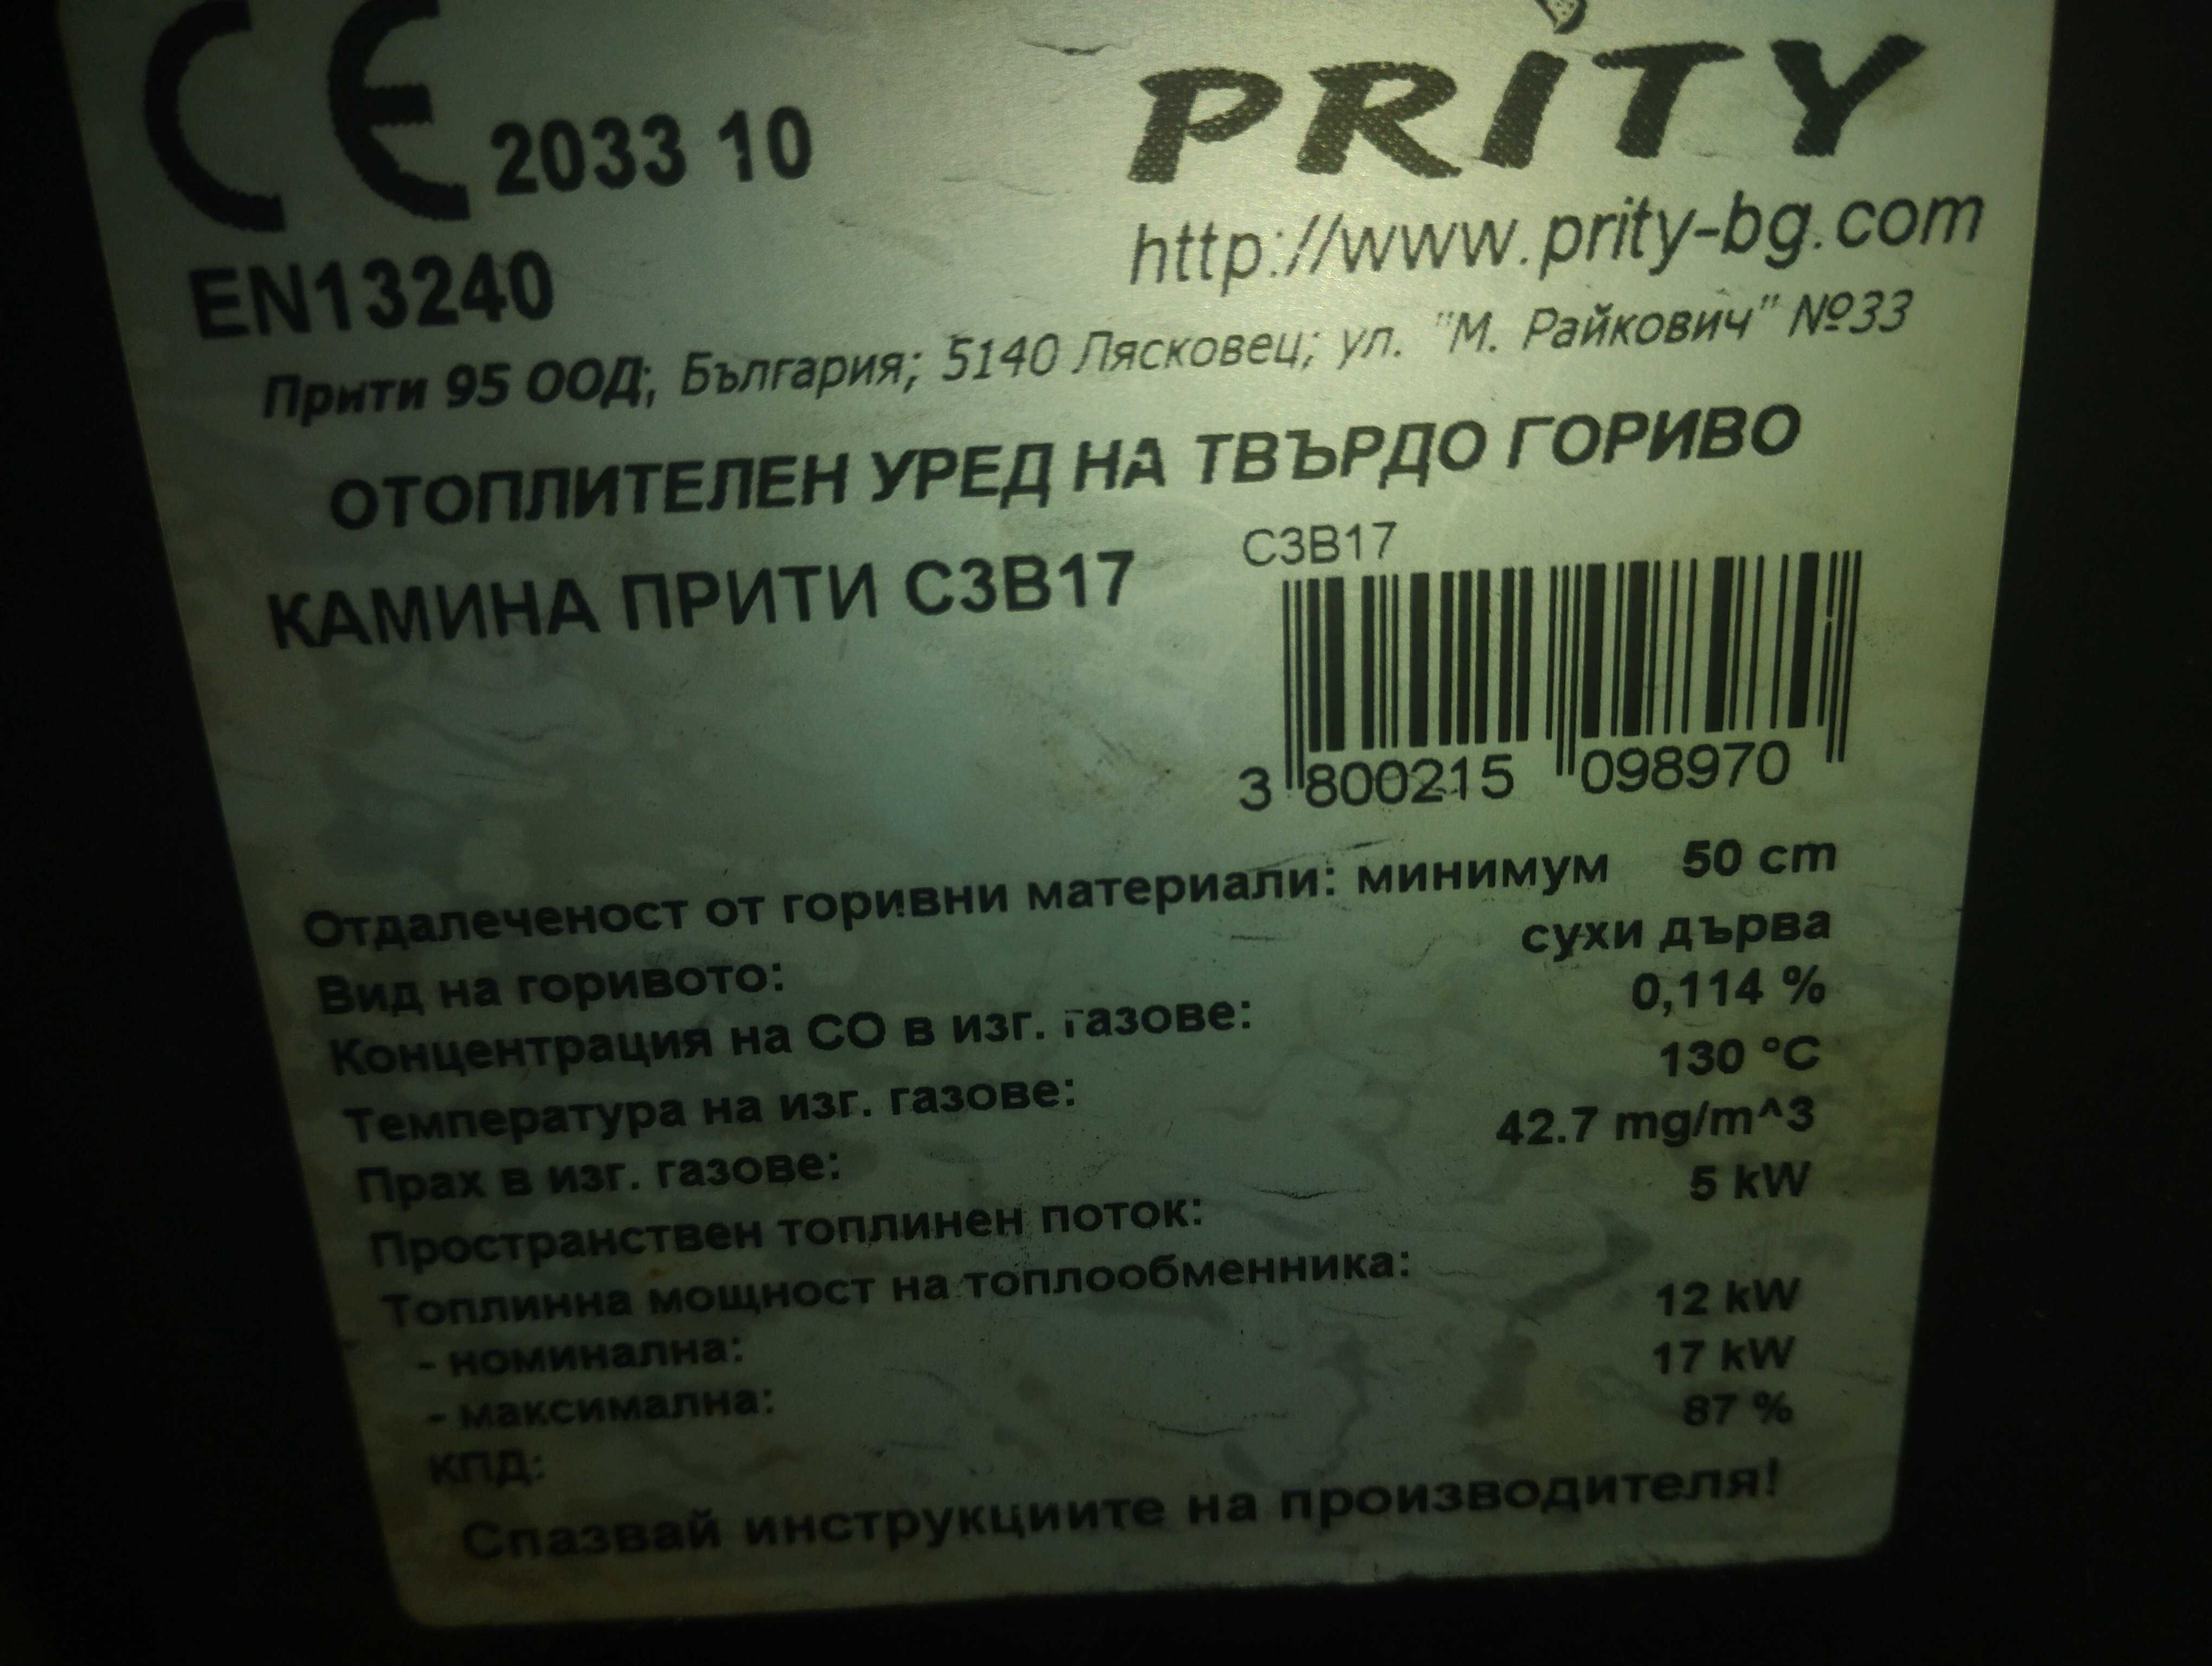 CE 2033 10
PRITY
http://www.prity-bg.com
EN13240
Прити 95 ООД; България; 5140 Лясковец; ул. "М. Райкович" №33
ОТОПЛИТЕЛЕН УРЕД НА ТВЪРДО ГОРИВО
КАМИНА ПРИТИ С3В17
C3B17
3 800215 098970
Отдалеченост от горивни материали: минимум 50 cm
Вид на горивото: сухи дърва
Концентрация на CO в изг. газове: 0,114 %
Температура на изг. газове: 130 °C
Прах в изг. газове: 42.7 mg/m^3
Пространствен топлинен поток: 5 kW
Топлинна мощност на топлообменника:
- номинална: 12 kW
- максимална: 17 kW
КПД: 87 %
Спазвай инструкциите на производителя!